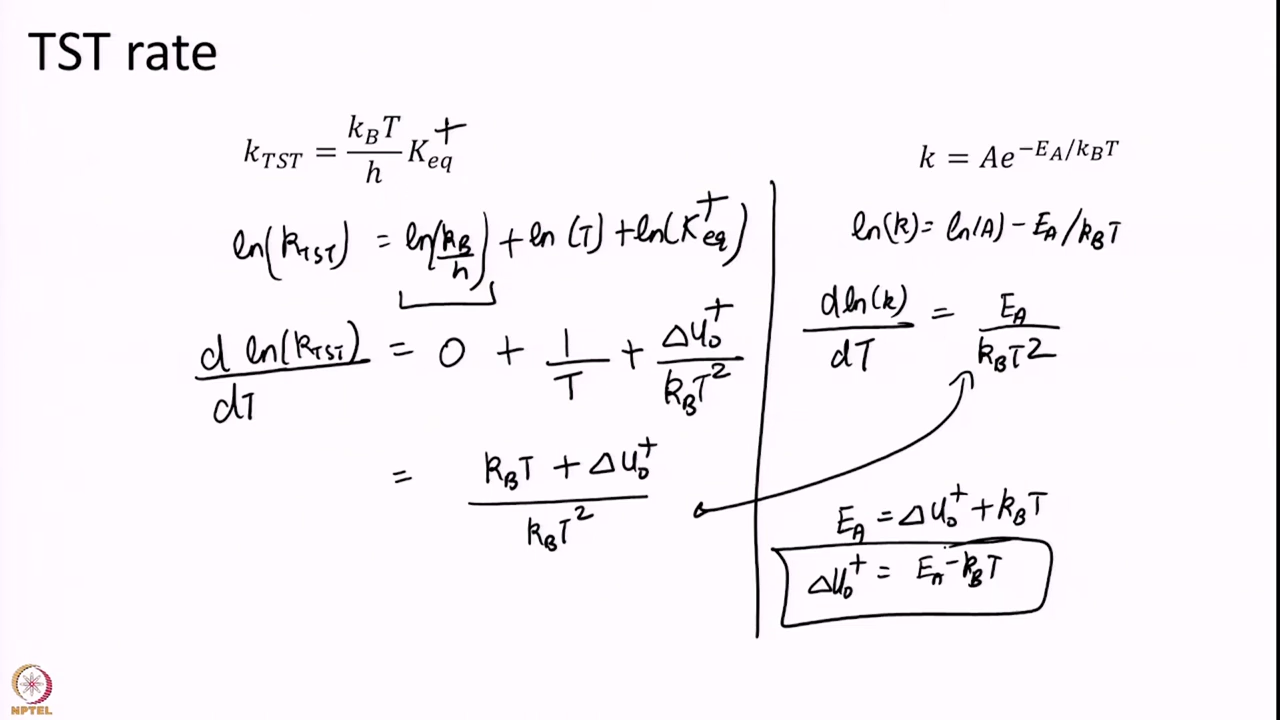 TST rate
k_TST = k_B T / h K_eq^+
ln(k_TST) = ln(k_B/h) + ln(T) + ln(K_eq^+)
d ln(k_TST) / dT = 0 + 1/T + ΔU_0^+ / k_B T^2
= k_B T + ΔU_0^+ / k_B T^2
k = Ae^{-E_A/k_B T}
ln(k) = ln(A) - E_A/k_B T
d ln(k) / dT = E_A / k_B T^2
E_A = ΔU_0^+ + k_B T
ΔU_0^+ = E_A - k_B T
NPTEL